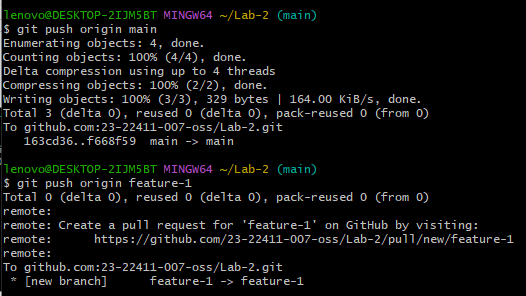 lenovo@DESKTOP-2IJM5BT MINGW64 ~/Lab-2 (main)
$ git push origin main
Enumerating objects: 4, done.
Counting objects: 100% (4/4), done.
Delta compression using up to 4 threads
Compressing objects: 100% (2/2), done.
Writing objects: 100% (3/3), 329 bytes | 164.00 KiB/s, done.
Total 3 (delta 0), reused 0 (delta 0), pack-reused 0 (from 0)
To github.com:23-22411-007-oss/Lab-2.git
   163cd36..f668f59  main -> main

lenovo@DESKTOP-2IJM5BT MINGW64 ~/Lab-2 (main)
$ git push origin feature-1
Total 0 (delta 0), reused 0 (delta 0), pack-reused 0 (from 0)
remote:
remote: Create a pull request for 'feature-1' on GitHub by visiting:
remote:      https://github.com/23-22411-007-oss/Lab-2/pull/new/feature-1
remote:
To github.com:23-22411-007-oss/Lab-2.git
 * [new branch]      feature-1 -> feature-1